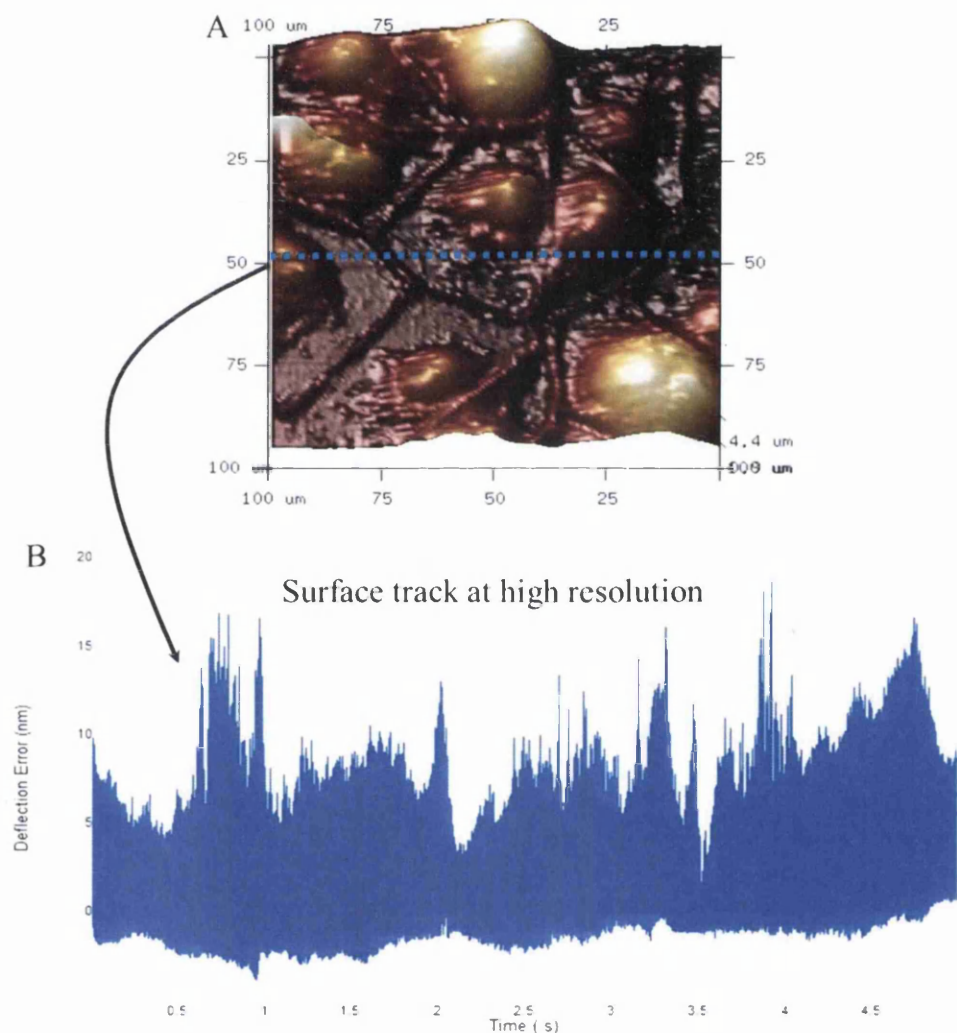 A
100 um 75 25
25 25
50 50
75 75
4.4 um
100 um
100 um 75 50 25
B
20
Surface track at high resolution
15
10
5
0
Deflection Error (nm)
0.5 1 1.5 2 2.5 3 3.5 4 4.5
Time ( s)